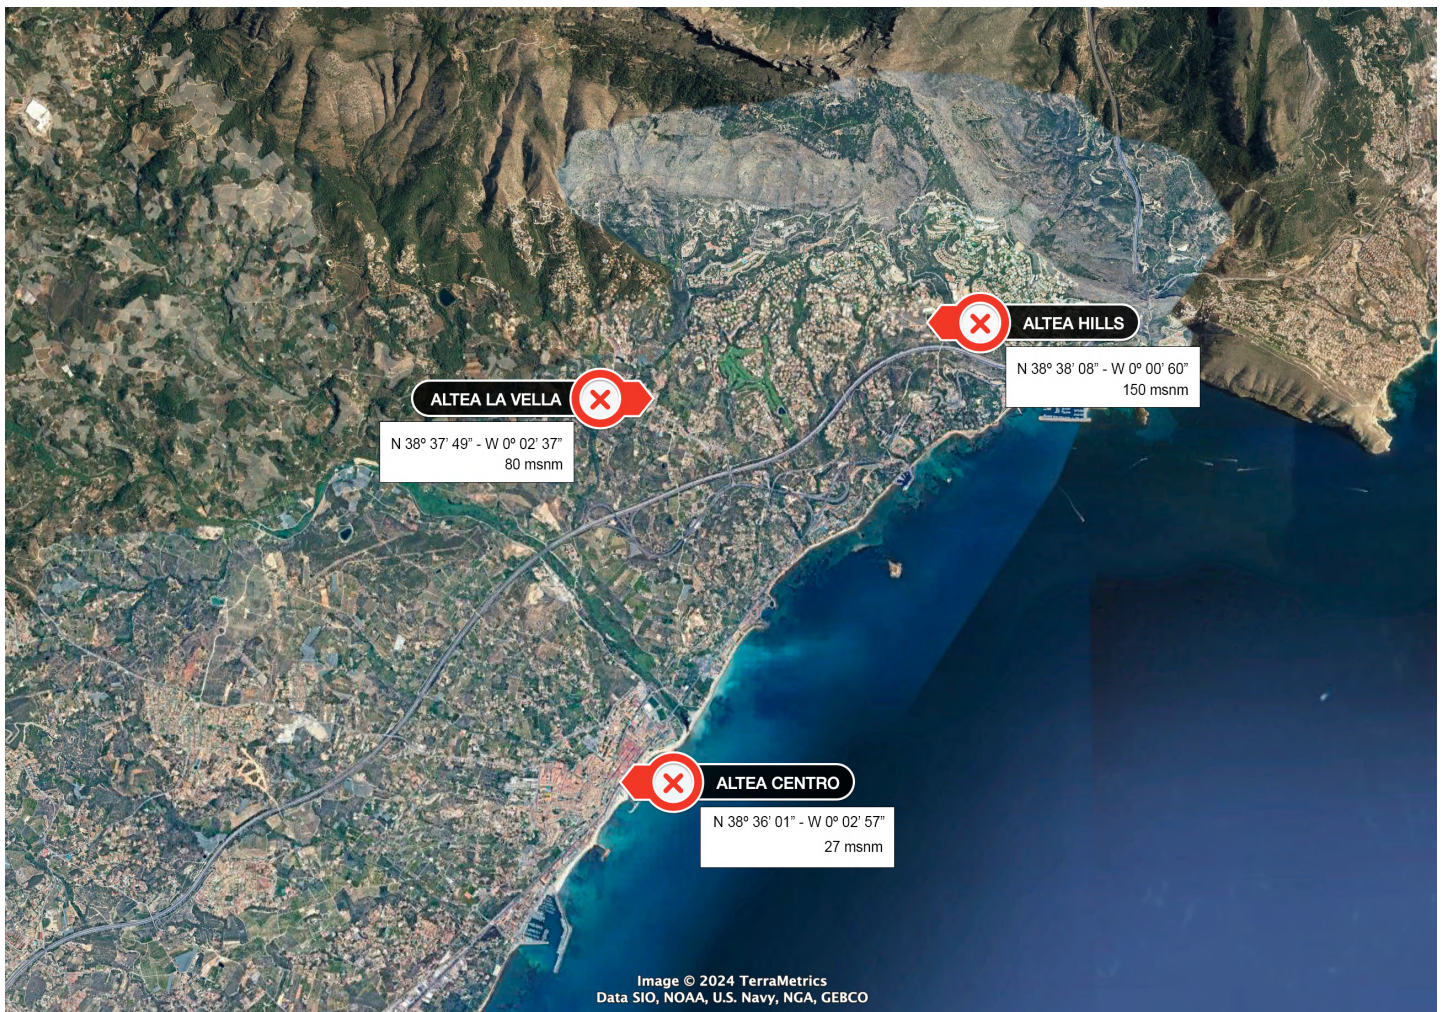 ALTEA HILLS
N 38º 38’ 08” - W 0º 00’ 60”
150 msnm
ALTEA LA VELLA
N 38º 37’ 49” - W 0º 02’ 37”
80 msnm
ALTEA CENTRO
N 38º 36’ 01” - W 0º 02’ 57”
27 msnm
Image © 2024 TerraMetrics
Data SIO, NOAA, U.S. Navy, NGA, GEBCO